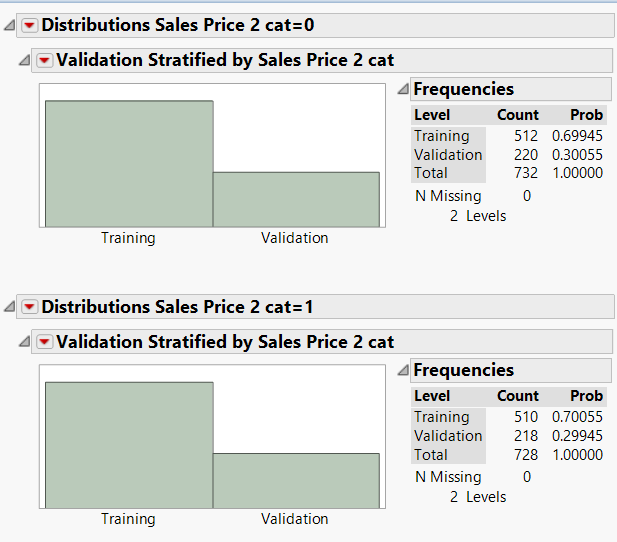 Distributions Sales Price 2 cat=0
Validation Stratified by Sales Price 2 cat
Training Validation
Frequencies
Level Count Prob
Training 512 0.69945
Validation 220 0.30055
Total 732 1.00000
N Missing 0
2 Levels
Distributions Sales Price 2 cat=1
Validation Stratified by Sales Price 2 cat
Training Validation
Frequencies
Level Count Prob
Training 510 0.70055
Validation 218 0.29945
Total 728 1.00000
N Missing 0
2 Levels